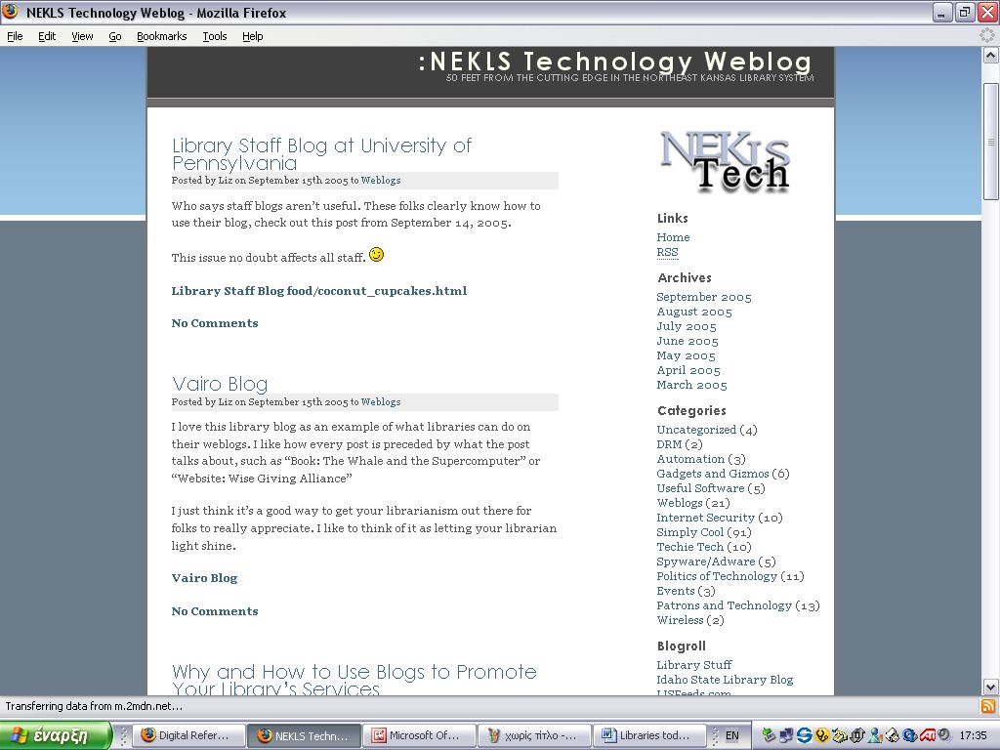 NEKLS Technology Weblog - Mozilla Firefox
File Edit View Go Bookmarks Tools Help
:NEKLS Technology Weblog
50 FEET FROM THE CUTTING EDGE IN THE NORTHEAST KANSAS LIBRARY SYSTEM
Library Staff Blog at University of
Pennsylvania
Posted by Liz on September 15th 2005 to Weblogs
Who says staff blogs aren't useful. These folks clearly know how to
use their blog, check out this post from September 14, 2005.
This issue no doubt affects all staff.
Library Staff Blog food/coconut_cupcakes.html
No Comments
Vairo Blog
Posted by Liz on September 15th 2005 to Weblogs
I love this library blog as an example of what libraries can do on
their weblogs. I like how every post is preceded by what the post
talks about, such as “Book: The Whale and the Supercomputer” or
“Website: Wise Giving Alliance”
I just think it's a good way to get your librarianism out there for
folks to really appreciate. I like to think of it as letting your librarian
light shine.
Vairo Blog
No Comments
Why and How to Use Blogs to Promote
Your Library's Services
NEKLS
Tech
Links
Home
RSS
Archives
September 2005
August 2005
July 2005
June 2005
May 2005
April 2005
March 2005
Categories
Uncategorized (4)
DRM (2)
Automation (3)
Gadgets and Gizmos (6)
Useful Software (5)
Weblogs (21)
Internet Security (10)
Simply Cool (91)
Techie Tech (10)
Spyware/Adware (5)
Politics of Technology (11)
Events (3)
Patrons and Technology (13)
Wireless (2)
Blogroll
Library Stuff
Idaho State Library Blog
LISFeeds.com
Transferring data from m.2mdn.net...
έναρξη Digital Refer... NEKLS Techn... Microsoft Of... χωρίς τίτλο -... Libraries tod... EN 17:35